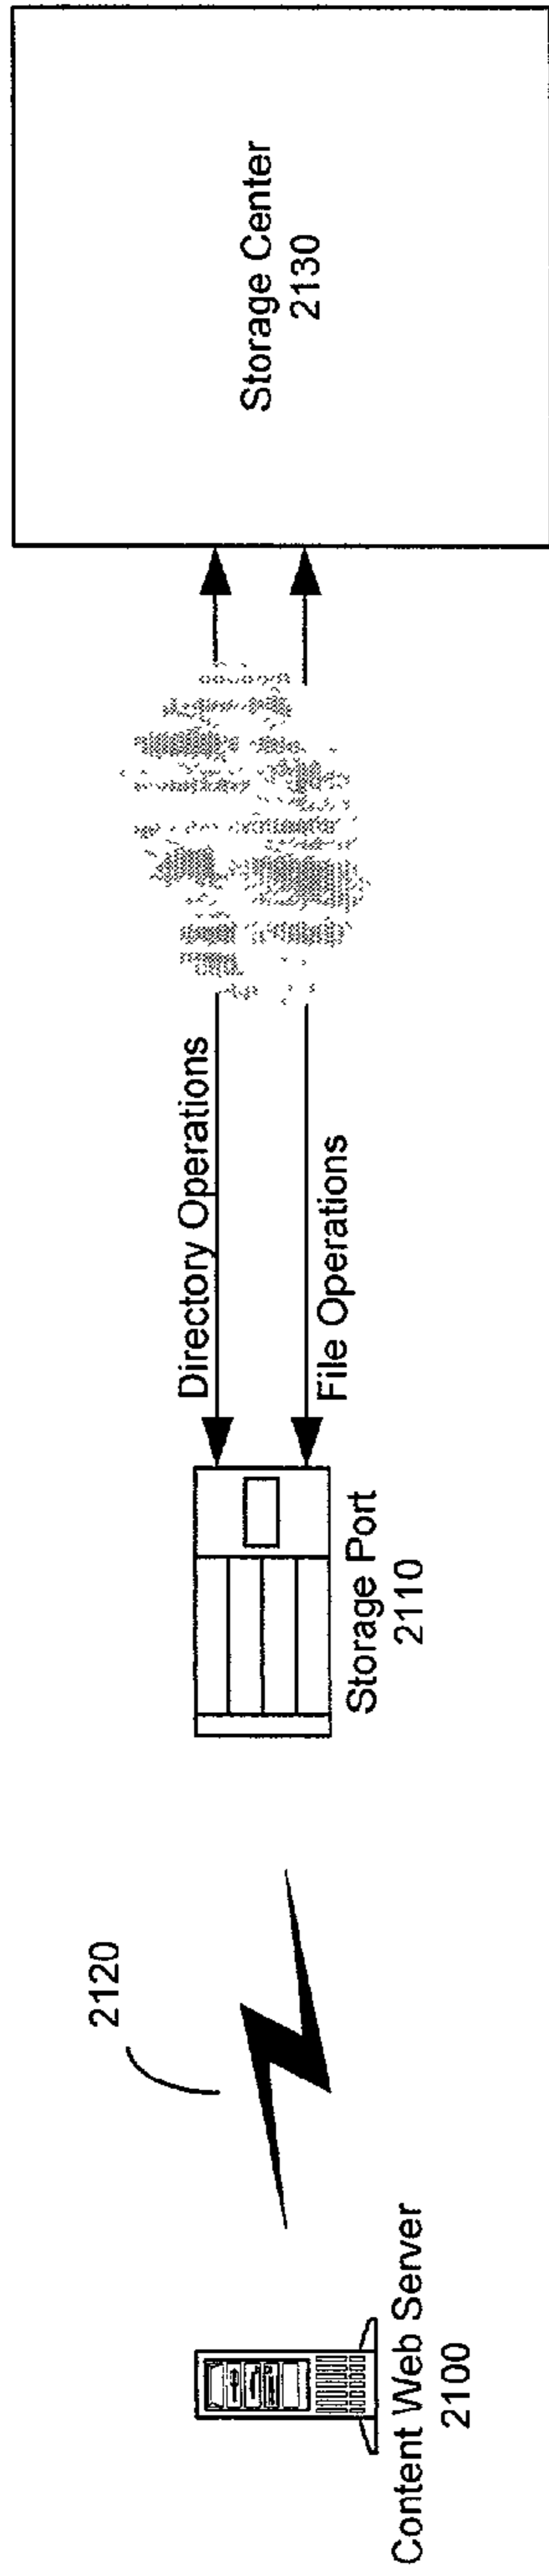 Content Web Server
2100
2120
Storage Port
2110
Directory Operations
File Operations
Storage Center
2130